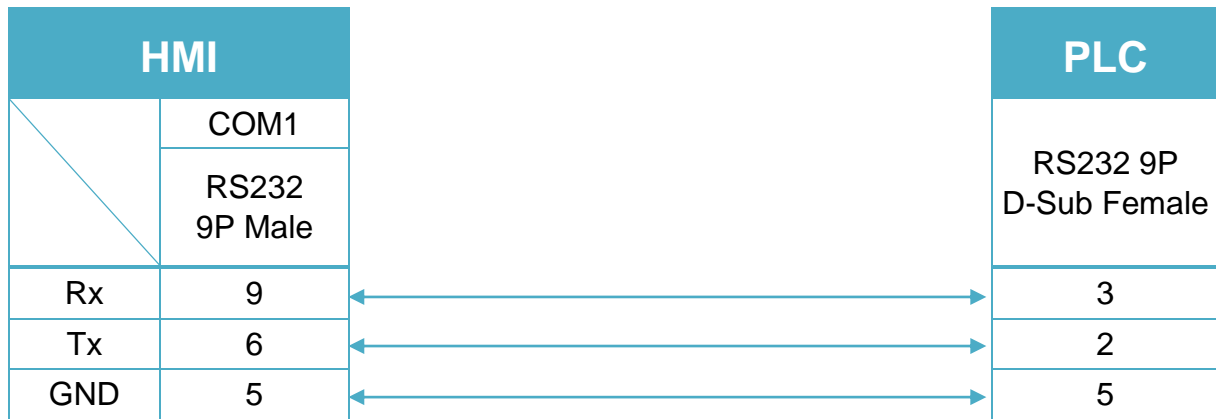 HMI
PLC
COM1
RS232
9P Male
RS232 9P
D-Sub Female
Rx 9 3
Tx 6 2
GND 5 5